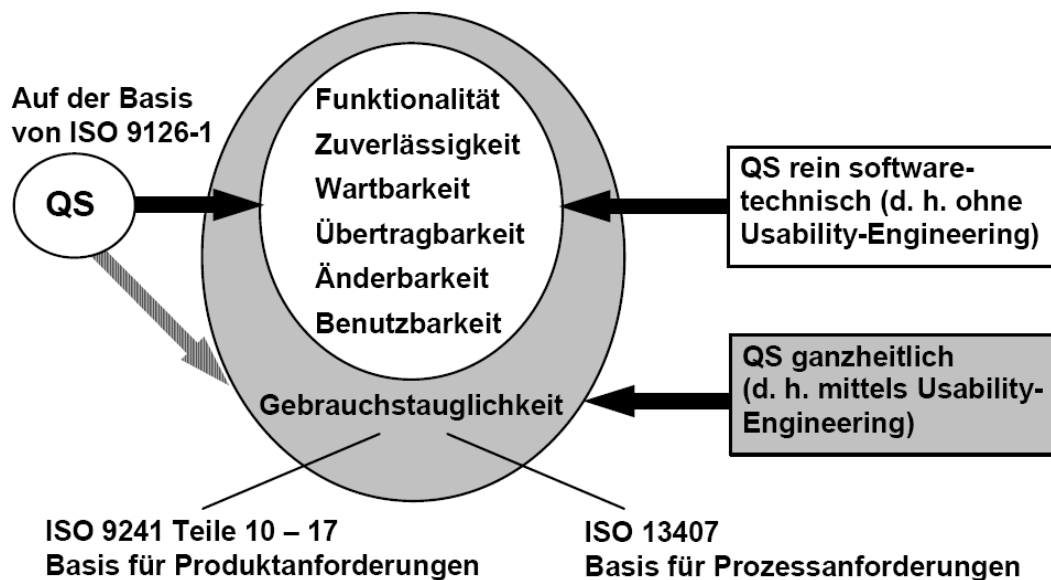 Auf der Basis
von ISO 9126-1
QS
Funktionalität
Zuverlässigkeit
Wartbarkeit
Übertragbarkeit
Änderbarkeit
Benutzbarkeit
Gebrauchstauglichkeit
QS rein software-
technisch (d. h. ohne
Usability-Engineering)
QS ganzheitlich
(d. h. mittels Usability-
Engineering)
ISO 9241 Teile 10 – 17
Basis für Produktanforderungen
ISO 13407
Basis für Prozessanforderungen